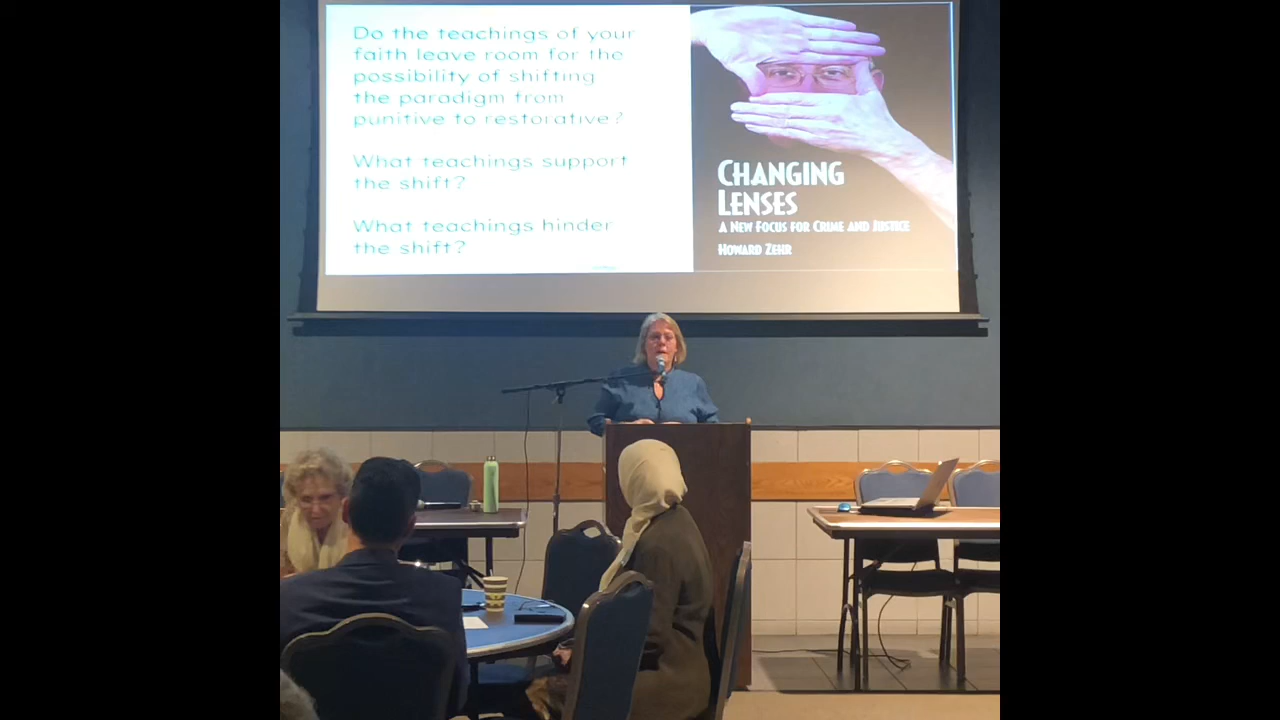 Do the teachings of your
faith leave room for the
possibility of shifting
the paradigm from
punitive to restorative?
What teachings support
the shift?
What teachings hinder
the shift?
CHANGING
LENSES
A NEW FOCUS FOR CRIME AND JUSTICE
HOWARD ZEHR